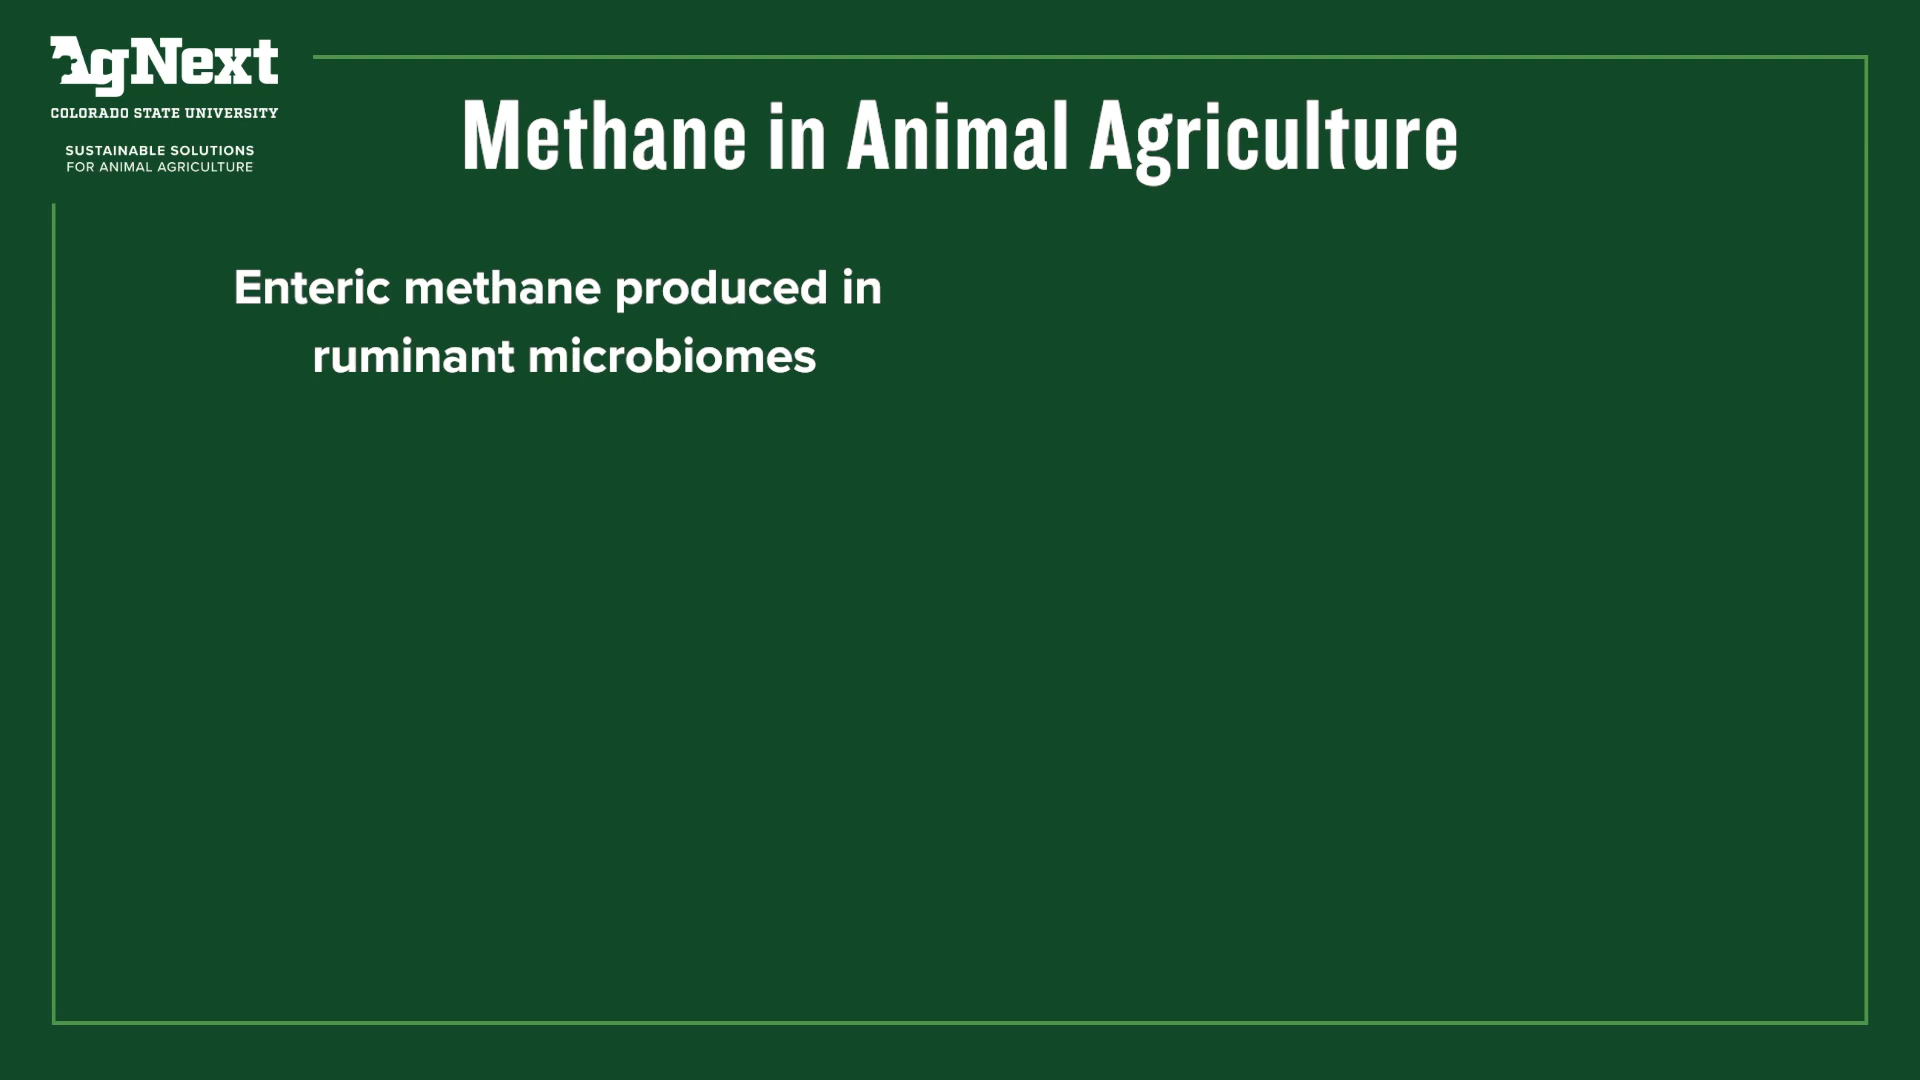 AgNext
COLORADO STATE UNIVERSITY
SUSTAINABLE SOLUTIONS
FOR ANIMAL AGRICULTURE
Methane in Animal Agriculture
Enteric methane produced in
ruminant microbiomes